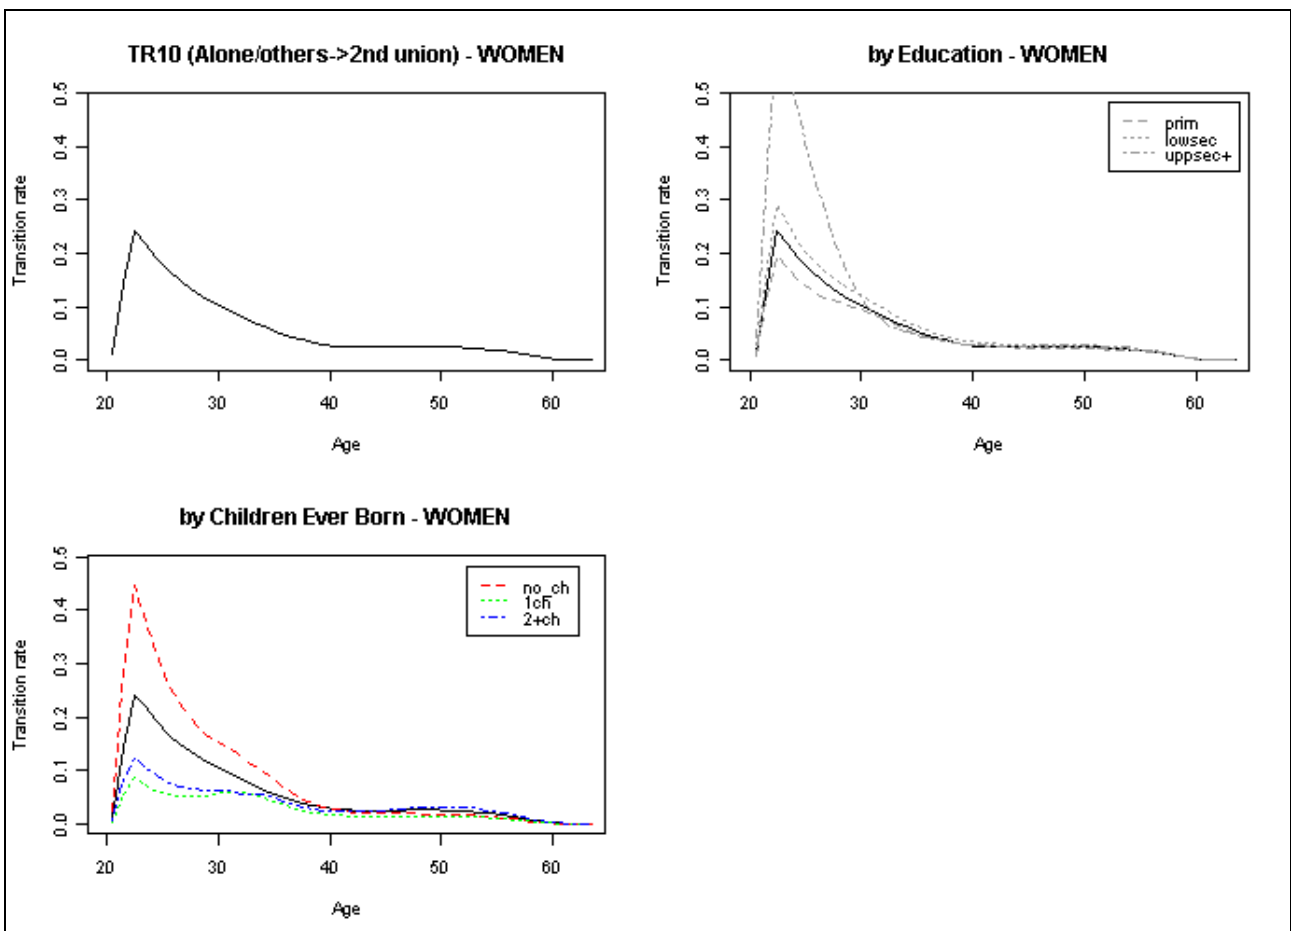 TR10 (Alone/others->2nd union) - WOMEN
Transition rate
0.5
0.4
0.3
0.2
0.1
0.0
20 30 40 50 60
Age
by Education - WOMEN
Transition rate
0.5
0.4
0.3
0.2
0.1
0.0
prim
lowsec
uppsec+
20 30 40 50 60
Age
by Children Ever Born - WOMEN
Transition rate
0.5
0.4
0.3
0.2
0.1
0.0
no_ch
1ch
2+ch
20 30 40 50 60
Age